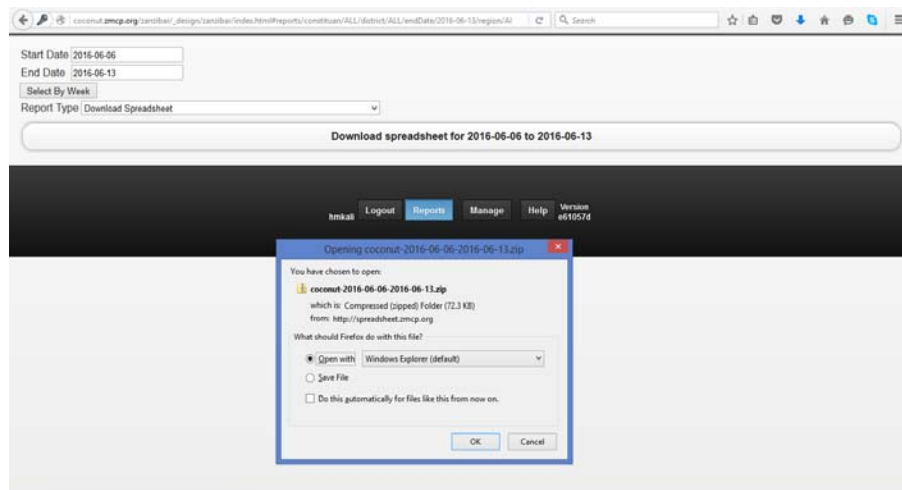 coconut.zmcp.org/zanzibar/_design/zanzibar/index.html#reports/constituan/ALL/district/ALL/endDate/2016-06-13/region/Al
Search
Start Date 2016-06-06
End Date 2016-06-13
Select By Week
Report Type Download Spreadsheet
Download spreadsheet for 2016-06-06 to 2016-06-13
hmkali Logout Reports Manage Help Version e61057d
Opening coconut-2016-06-06-2016-06-13.zip
You have chosen to open:
coconut-2016-06-06-2016-06-13.zip
which is: Compressed (zipped) Folder (72.3 KB)
from: http://spreadsheet.zmcp.org
What should Firefox do with this file?
Open with Windows Explorer (default)
Save File
Do this automatically for files like this from now on.
OK Cancel